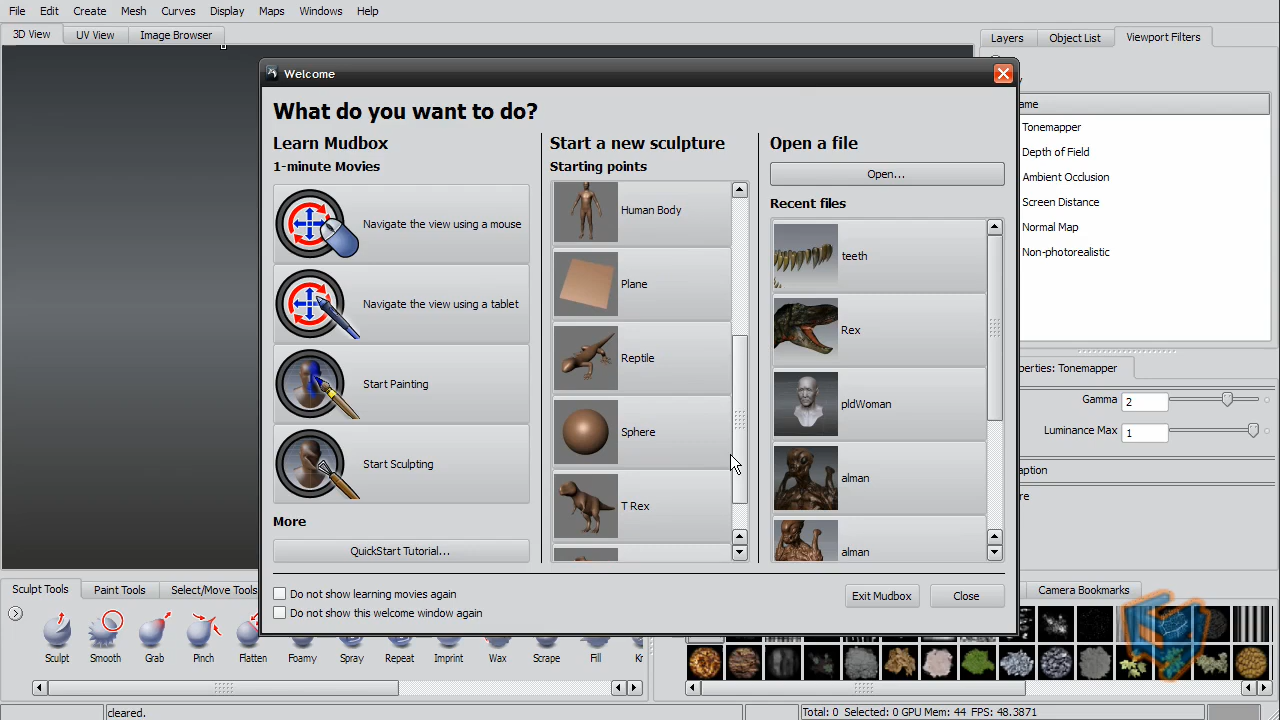 File Edit Create Mesh Curves Display Maps Windows Help
3D View UV View Image Browser
Layers Object List Viewport Filters
Welcome
What do you want to do?
Learn Mudbox
1-minute Movies
Navigate the view using a mouse
Navigate the view using a tablet
Start Painting
Start Sculpting
More
QuickStart Tutorial...
Start a new sculpture
Starting points
Human Body
Plane
Reptile
Sphere
T Rex
Open a file
Open...
Recent files
teeth
Rex
pldWoman
alman
alman
Do not show learning movies again
Do not show this welcome window again
Exit Mudbox Close
ame
Tonemapper
Depth of Field
Ambient Occlusion
Screen Distance
Normal Map
Non-photorealistic
perties: Tonemapper
Gamma 2
Luminance Max 1
aption
re
Sculpt Tools Paint Tools Select/Move Tools
Camera Bookmarks
Sculpt Smooth Grab Pinch Flatten Foamy Spray Repeat Imprint Wax Scrape Fill Kr
cleared.
Total: 0 Selected: 0 GPU Mem: 44 FPS: 48.3871